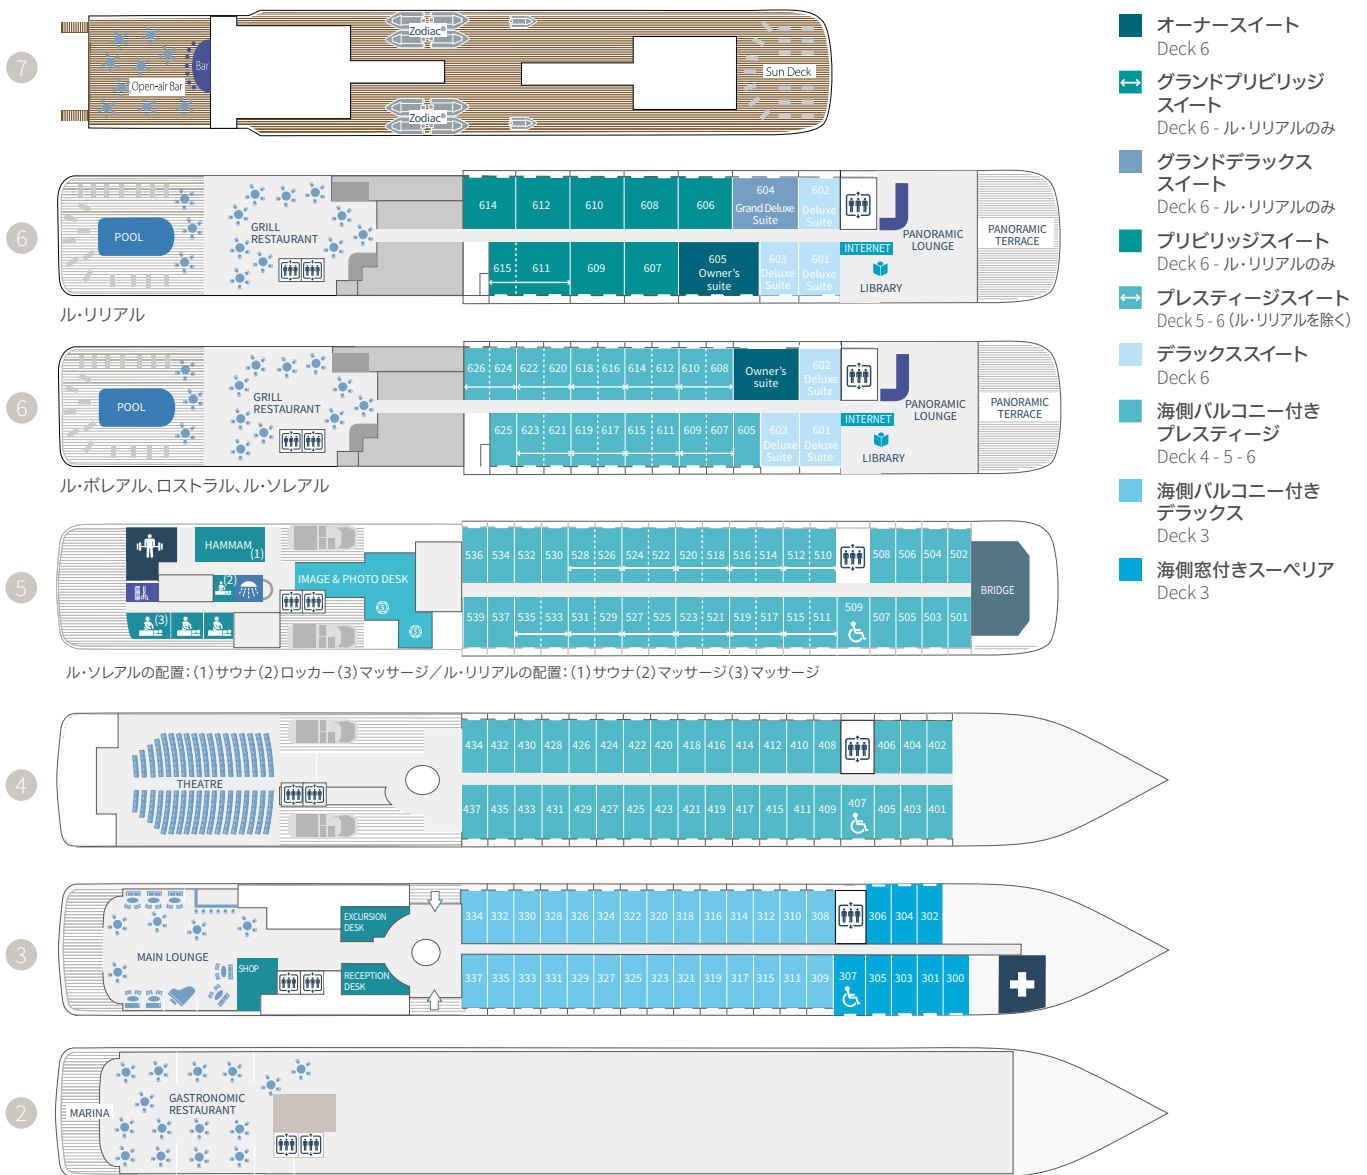 7
Zodiac®
Bar
Open-air Bar
Sun Deck
Zodiac®
6
614 612 610 608 606 604 602
Grand Deluxe Suite
Deluxe Suite
POOL
GRILL RESTAURANT
615 611 609 607 605 603 601
Owner's suite
Deluxe Suite
Deluxe Suite
INTERNET
LIBRARY
PANORAMIC LOUNGE
PANORAMIC TERRACE
ル・リリアル
6
626 624 622 620 618 616 614 612 610 608
Owner's suite
602
Deluxe Suite
POOL
GRILL RESTAURANT
625 623 621 619 617 615 611 609 607 605 603 601
Deluxe Suite
Deluxe Suite
INTERNET
LIBRARY
PANORAMIC LOUNGE
PANORAMIC TERRACE
ル・ボレアル、ロストラル、ル・ソレアル
5
HAMMAM (1)
(2)
(3)
IMAGE & PHOTO DESK
536 534 532 530 528 526 524 522 520 518 516 514 512 510 508 506 504 502
539 537 535 533 531 529 527 525 523 521 519 517 515 511 509 507 505 503 501
BRIDGE
ル・ソレアルの配置：(1)サウナ(2)ロッカー(3)マッサージ／ル・リリアルの配置：(1)サウナ(2)マッサージ(3)マッサージ
4
THEATRE
434 432 430 428 426 424 422 420 418 416 414 412 410 408 406 404 402
437 435 433 431 429 427 425 423 421 419 417 415 411 409 407 405 403 401
3
EXCURSION DESK
MAIN LOUNGE
SHOP
RECEPTION DESK
334 332 330 328 326 324 322 320 318 316 314 312 310 308 306 304 302
337 335 333 331 329 327 325 323 321 319 317 315 311 309 307 305 303 301 300
2
MARINA
GASTRONOMIC RESTAURANT
オーナースイート
Deck 6
グランドプリビリッジ
スイート
Deck 6 - ル・リリアルのみ
グランドデラックス
スイート
Deck 6 - ル・リリアルのみ
プリビリッジスイート
Deck 6 - ル・リリアルのみ
プレスティージスイート
Deck 5 - 6 (ル・リリアルを除く)
デラックススイート
Deck 6
海側バルコニー付き
プレスティージ
Deck 4 - 5 - 6
海側バルコニー付き
デラックス
Deck 3
海側窓付きスーペリア
Deck 3